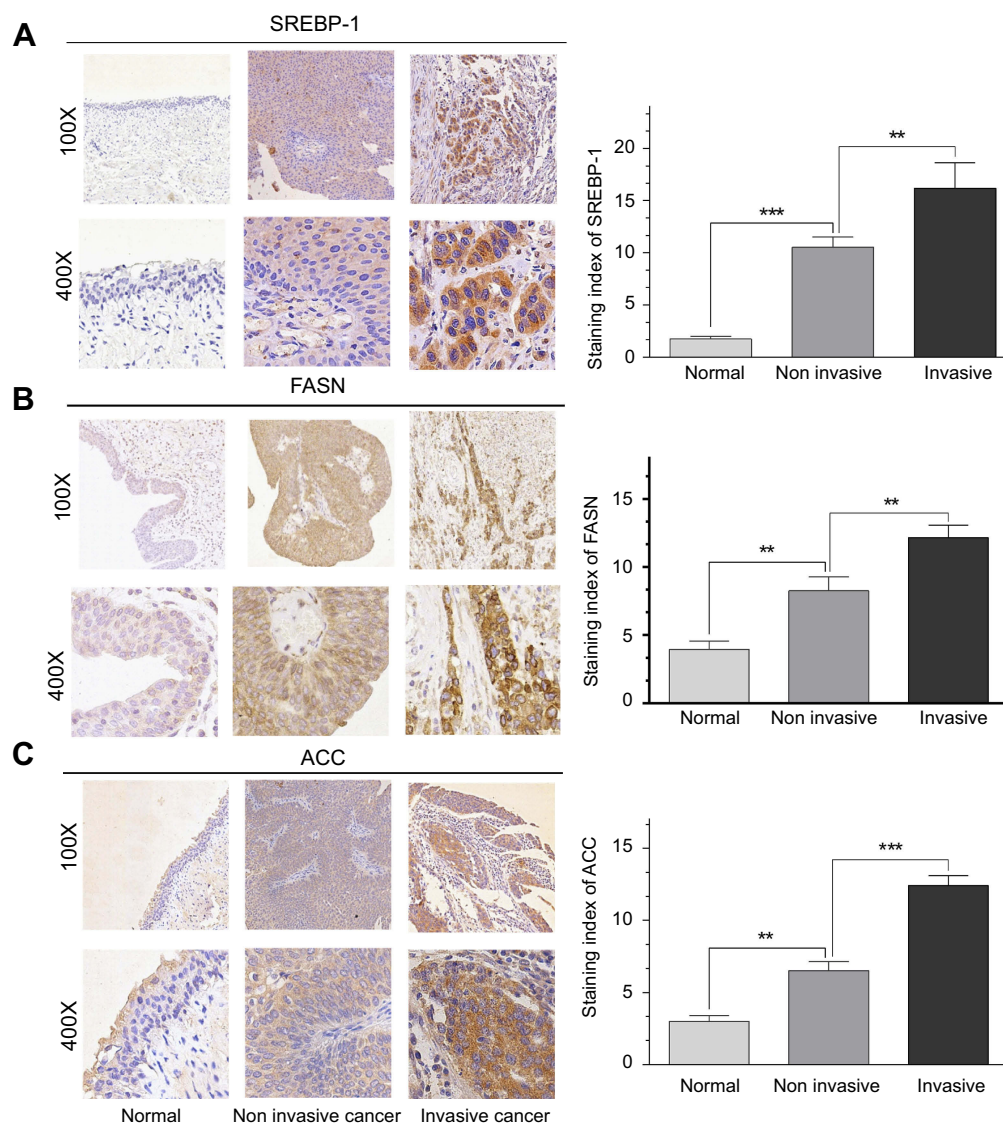 A
SREBP-1
100X
400X
Staining index of SREBP-1
20
15
10
5
0
***
**
Normal
Non invasive
Invasive
B
FASN
100X
400X
Staining index of FASN
15
10
5
0
**
**
Normal
Non invasive
Invasive
C
ACC
100X
400X
Normal
Non invasive cancer
Invasive cancer
Staining index of ACC
15
10
5
0
**
***
Normal
Non invasive
Invasive